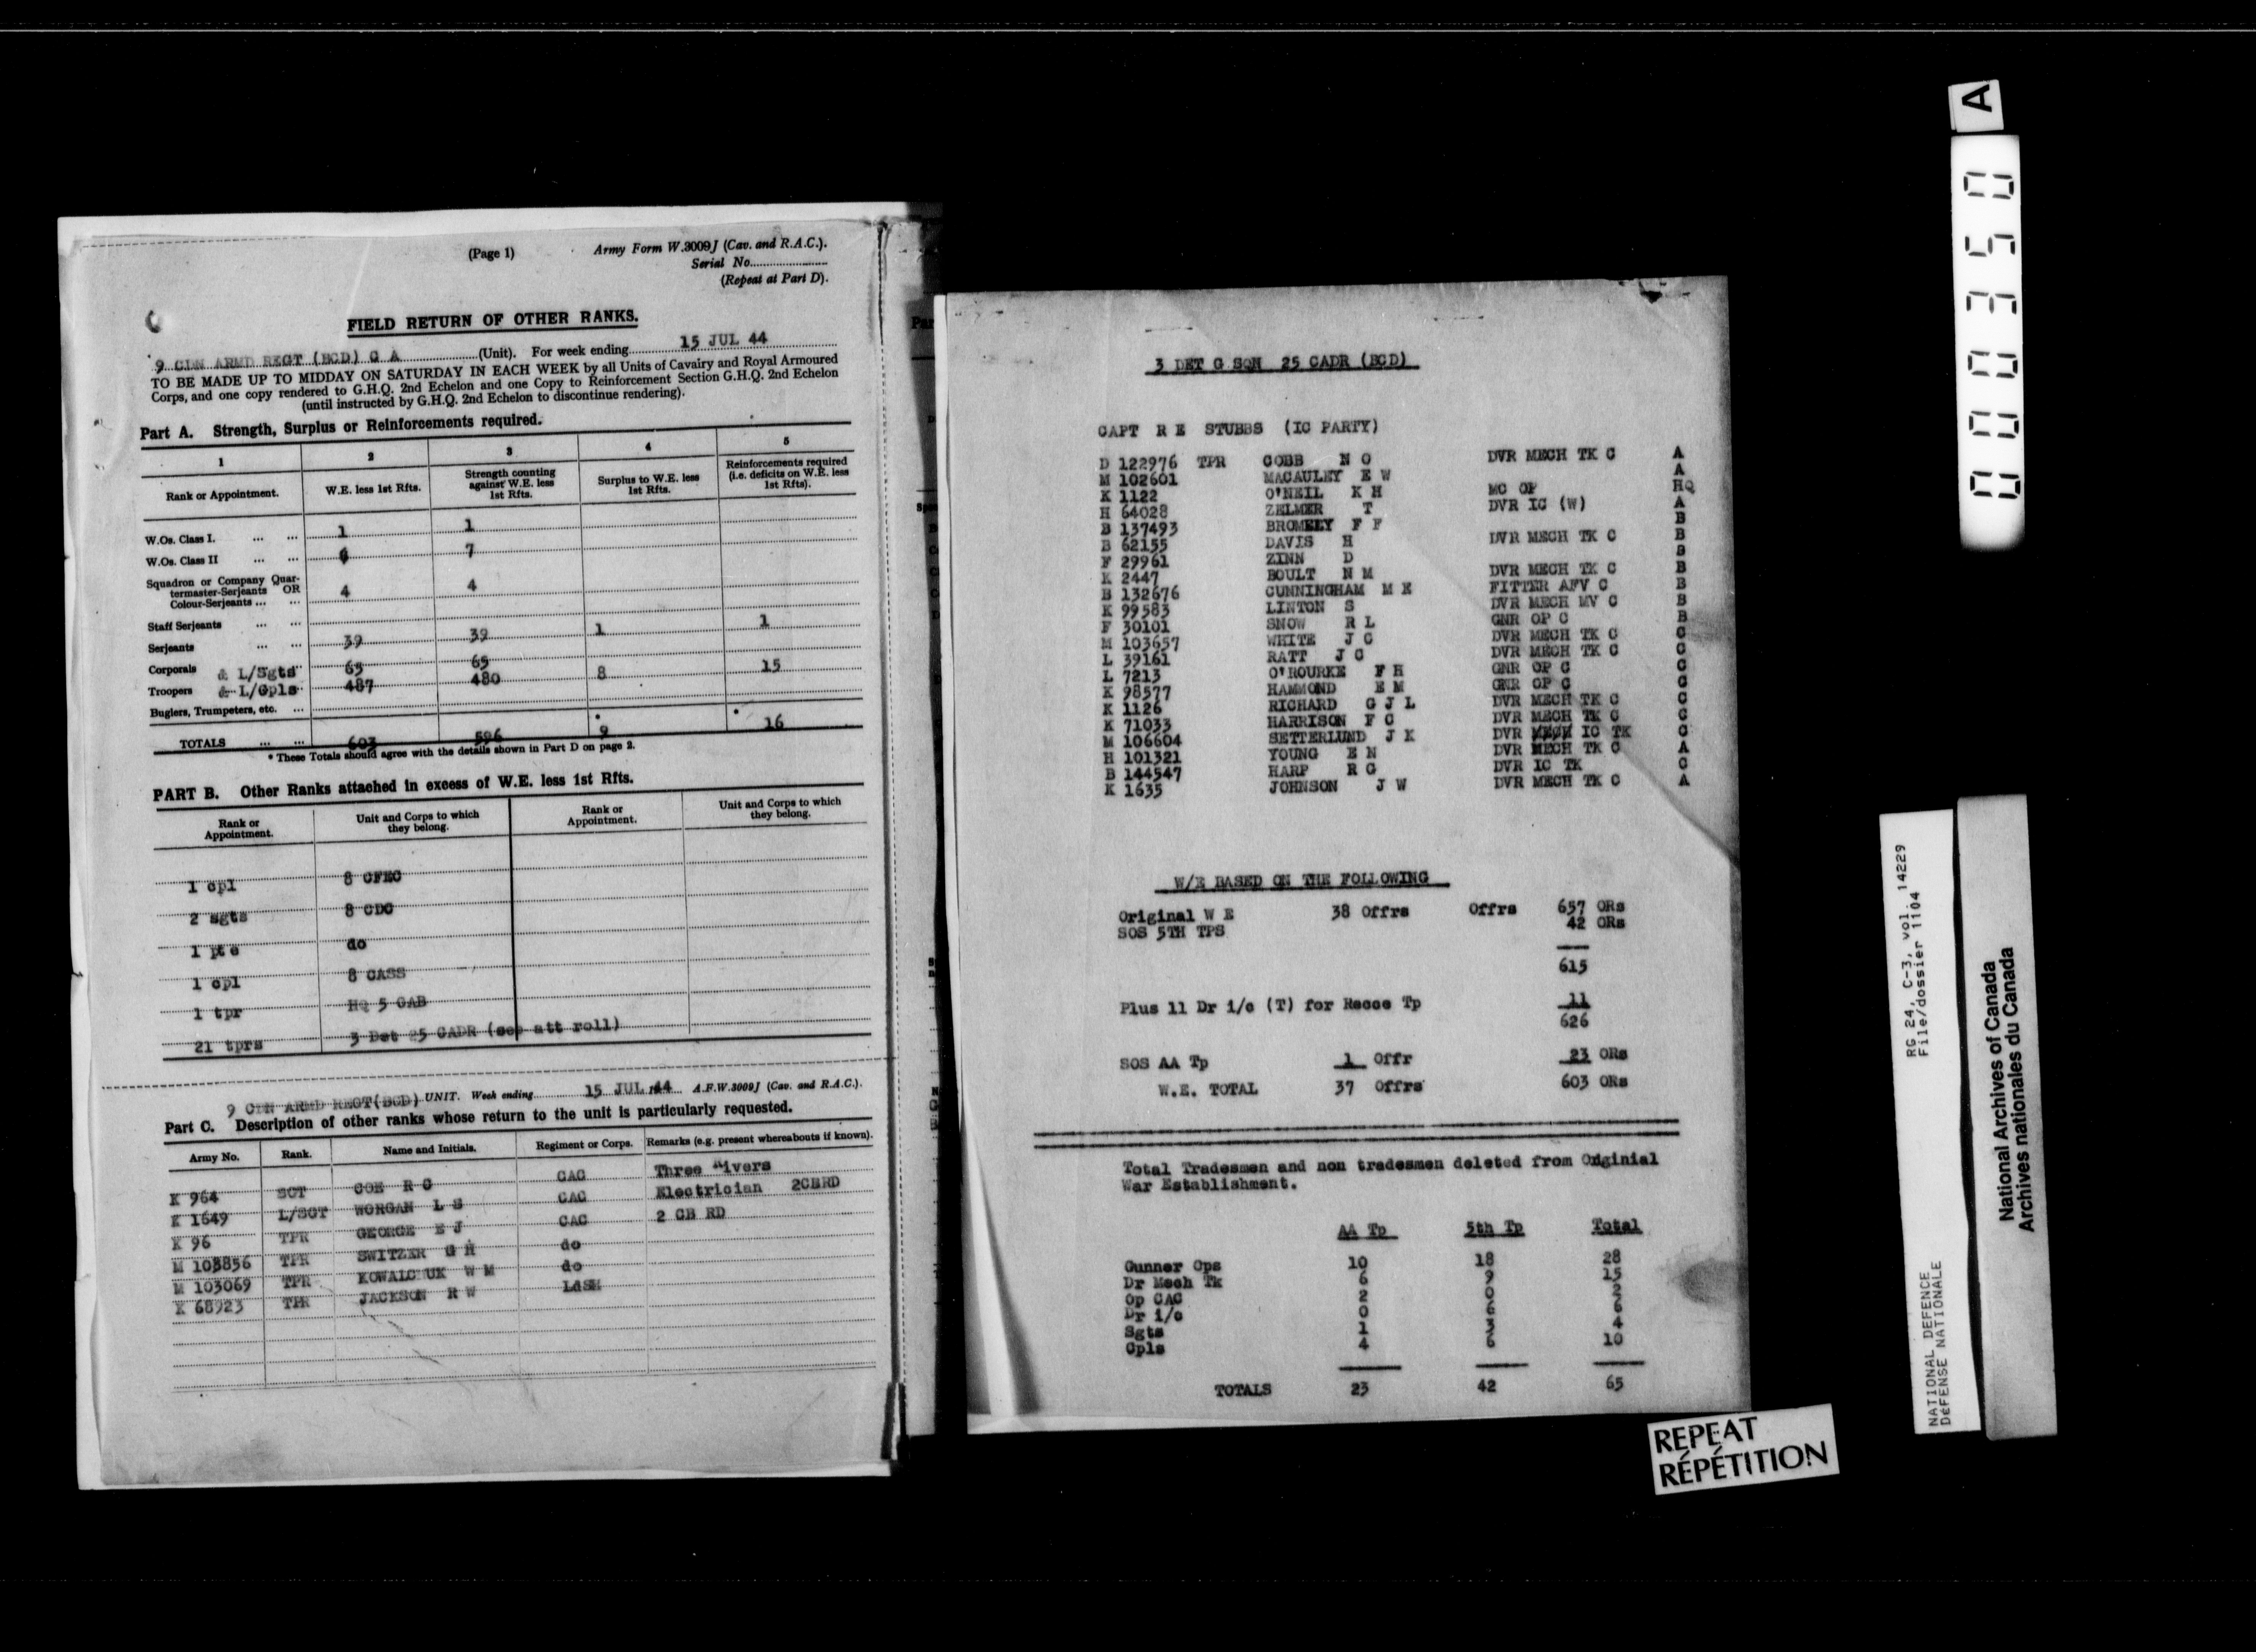 (Page 1)
Army Form W.3009J (Cav. and R.A.C.).
Serial No.
(Repeat at Part D).
FIELD RETURN OF OTHER RANKS.
9 CDN ARMD REGT (BCD) C A (Unit). For week ending 15 JUL 44
TO BE MADE UP TO MIDDAY ON SATURDAY IN EACH WEEK by all Units of Cavalry and Royal Armoured
Corps, and one copy rendered to G.H.Q. 2nd Echelon and one Copy to Reinforcement Section G.H.Q. 2nd Echelon
(until instructed by G.H.Q. 2nd Echelon to discontinue rendering).
Part A. Strength, Surplus or Reinforcements required.
1 2 3 4 5
Rank or Appointment. W.E. less 1st Rfts. Strength counting against W.E. less 1st Rfts. Surplus to W.E. less 1st Rfts. Reinforcements required (i.e. deficits on W.E. less 1st Rfts).
W.Os. Class I. ... ... 1 1
W.Os. Class II ... ... 7
Squadron or Company Quar-
termaster-Serjeants OR 4 4
Colour-Serjeants ... ...
Staff Serjeants ... ...
Serjeants ... ... 39 39 1 1
Corporals & L/Sgts 65 65
Troopers & L/Cpls 487 480 8 15
Buglers, Trumpeters, etc. ...
TOTALS ... ... 603 596 9 16
* These Totals should agree with the details shown in Part D on page 2.
PART B. Other Ranks attached in excess of W.E. less 1st Rfts.
Rank or Appointment. Unit and Corps to which they belong. Rank or Appointment. Unit and Corps to which they belong.
1 cpl 8 CFEC
2 sgts 8 CDC
1 pte do
1 cpl 8 CASS
1 tpr HQ 5 CAB
21 tprs 3 Det 25 CADR (see att roll)
9 CDN ARMD REGT(BCD) UNIT. Week ending 15 JUL 44 A.F.W.3009J (Cav. and R.A.C.).
Part C. Description of other ranks whose return to the unit is particularly requested.
Army No. Rank. Name and Initials. Regiment or Corps. Remarks (e.g. present whereabouts if known).
K 964 SGT COE R C CAC Three ivers
K 1649 L/SGT WORGAN L S CAC Electrician 2CBRD
K 96 TPR GEORGE E J CAC 2 CB RD
M 103856 TPR SWITZER G H do
M 103069 TPR KOWALCHUK W M do
K 68923 TPR JACKSON R W LdSH
3 DET G SQN 25 CADR (BCD)
CAPT R E STUBBS (IC PARTY)
D 122976 TPR COBB N O DVR MECH TK C A
M 102601 MACAULEY E W A
K 1122 O'NEIL K H MC OP HQ
H 64028 ZELMER T DVR IC (W) A
B 137493 BROMLEY F F B
B 62155 DAVIS H DVR MECH TK C B
F 29961 ZINN D B
K 2447 BOULT N M DVR MECH TK C B
B 132676 CUNNINGHAM M E FITTER AFV C B
K 99583 LINTON S DVR MECH MV C B
F 30101 SNOW R L GNR OP C B
M 103657 WHITE J C DVR MECH TK C C
L 39161 RATT J C DVR MECH TK C C
L 7213 O'ROURKE F H GNR OP C C
K 98577 HAMMOND E M GNR OP C C
K 1126 RICHARD G J L DVR MECH TK C C
K 71033 HARRISON F C DVR MECH TK C C
M 106604 SETTERLUND J K DVR MECH IC TK C
H 101321 YOUNG E N DVR MECH TK C A
B 144547 HARP R G DVR IC TK C
K 1635 JOHNSON J W DVR MECH TK C A
W/E BASED ON THE FOLLOWING
Original W E 38 Offrs Offrs 657 ORs
SOS 5TH TPS 42 ORs
615
Plus 11 Dr i/c (T) for Recce Tp 11
626
SOS AA Tp 1 Offr 23 ORs
W.E. TOTAL 37 Offrs 603 ORs
Total Tradesmen and non tradesmen deleted from Originial
War Establishment.
AA Tp 5th Tp Total
Gunner Ops 10 18 28
Dr Mech Tk 6 9 15
Op CAC 2 0 2
Dr i/c 0 6 6
Sgts 1 3 4
Cpls 4 6 10
TOTALS 23 42 65
REPEAT
RÉPÉTITION
000350 A
RG 24, C-3, vol. 14229
File/dossier 1104
NATIONAL DEFENCE
DÉFENSE NATIONALE
National Archives of Canada
Archives nationales du Canada